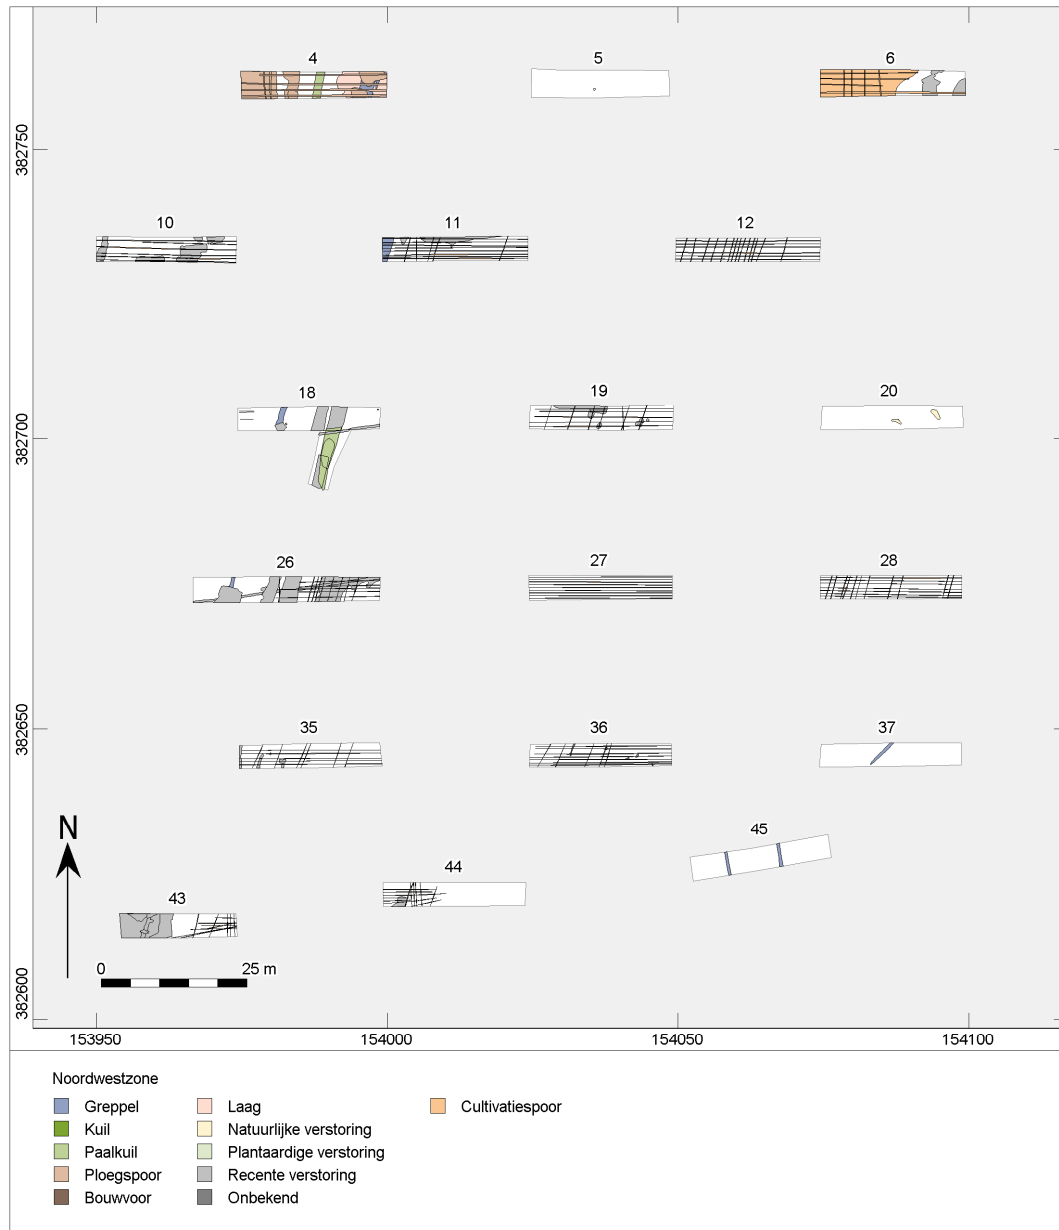 4 5 6
382750
10 11 12
18 19 20
382700
26 27 28
35 36 37
382650
N
45
44
43
0 25 m
382600
153950 154000 154050 154100
Noordwestzone
Greppel Laag Cultivatiespoor
Kuil Natuurlijke verstoring
Paalkuil Plantaardige verstoring
Ploegspoor Recente verstoring
Bouwvoor Onbekend